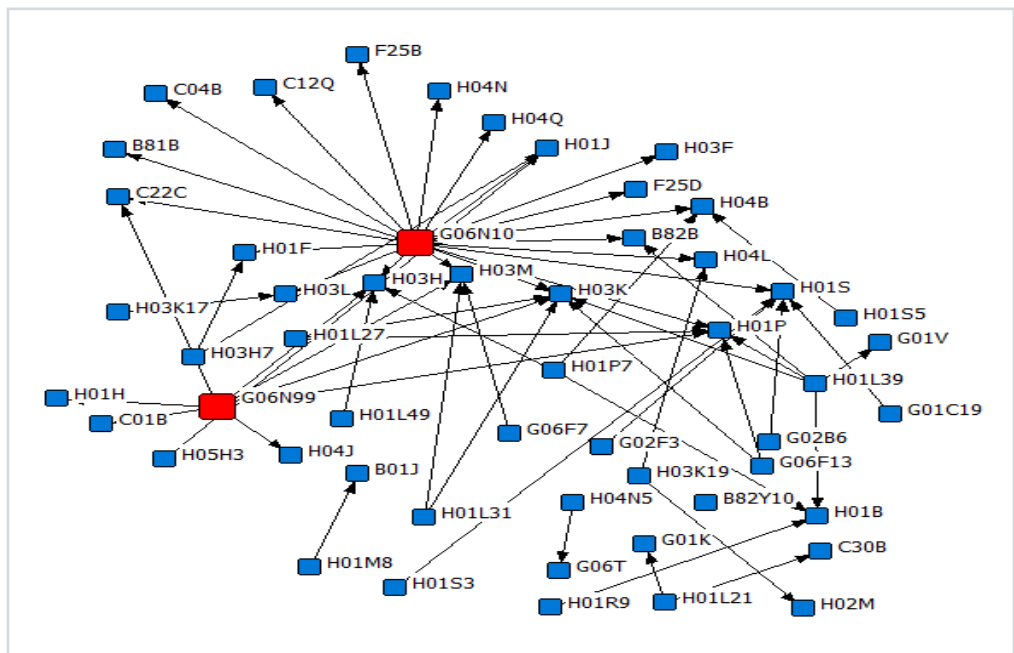 F25B
C04B
C12Q
H04N
H04Q
B81B
H01J
H03F
C22C
F25D
H04B
G06N10
B82B
H01F
H04L
H03H
H03M
H03L
H03K
H01S
H03K17
H01S5
H01L27
H01P
G01V
H03H7
H01P7
H01L39
H01H
G06N99
C01B
H01L49
G01C19
G06F7
G02F3
G02B6
H05H3
H04J
G06F13
B01J
H03K19
H04N5
B82Y10
H01L31
H01B
G01K
C30B
H01M8
G06T
H01S3
H01R9
H01L21
H02M